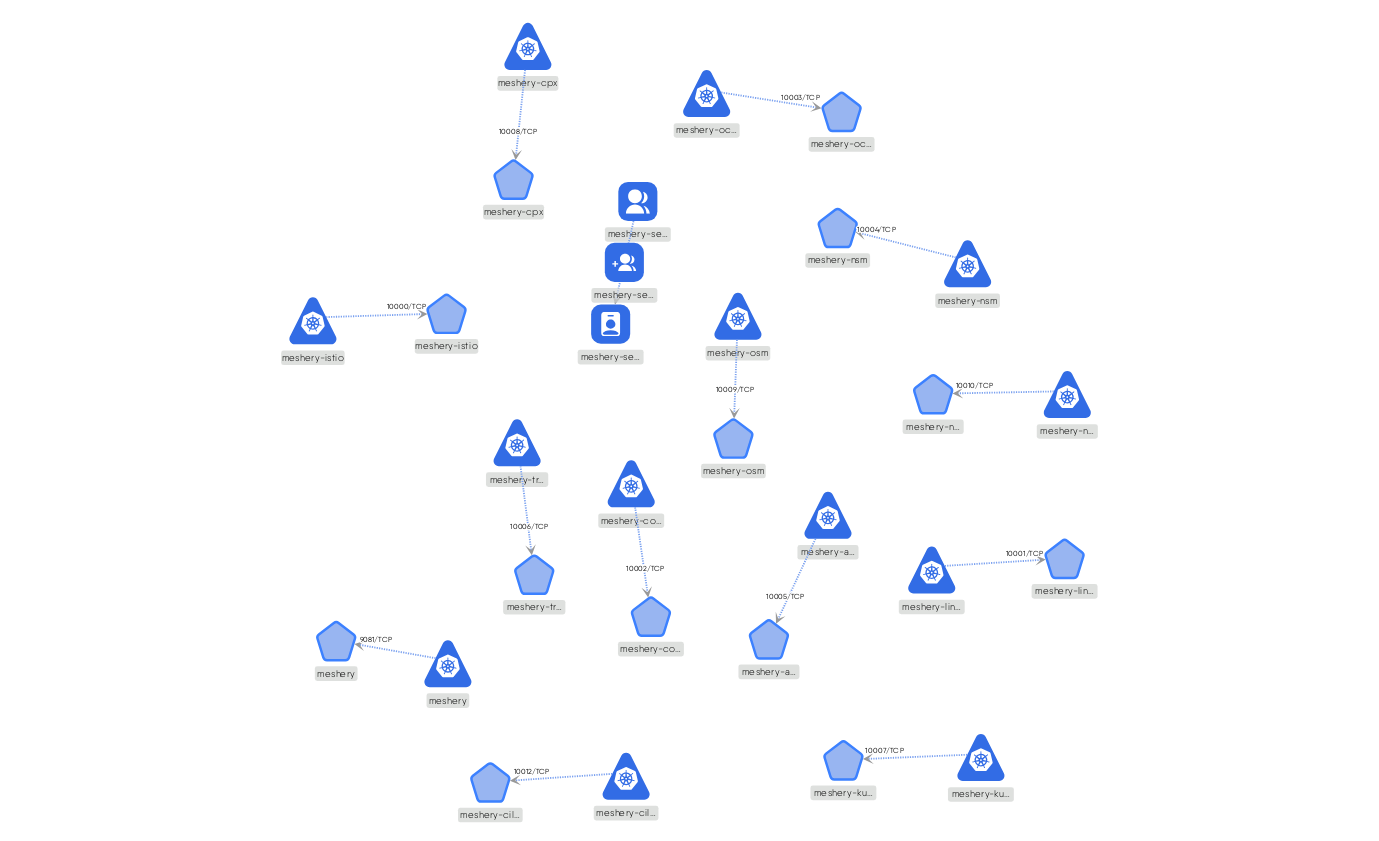 meshery-cpx
10008/TCP
meshery-cpx
10003/TCP
meshery-oc...
meshery-oc...
meshery-se...
meshery-se...
meshery-se...
10004/TCP
meshery-nsm
meshery-nsm
10000/TCP
meshery-istio
meshery-istio
meshery-osm
10009/TCP
meshery-osm
10010/TCP
meshery-n...
meshery-n...
meshery-tr...
10006/TCP
meshery-tr...
meshery-co...
10002/TCP
meshery-co...
meshery-a...
10005/TCP
meshery-a...
10001/TCP
meshery-lin...
meshery-lin...
9081/TCP
meshery
meshery
10012/TCP
meshery-cil...
meshery-cil...
10007/TCP
meshery-ku...
meshery-ku...